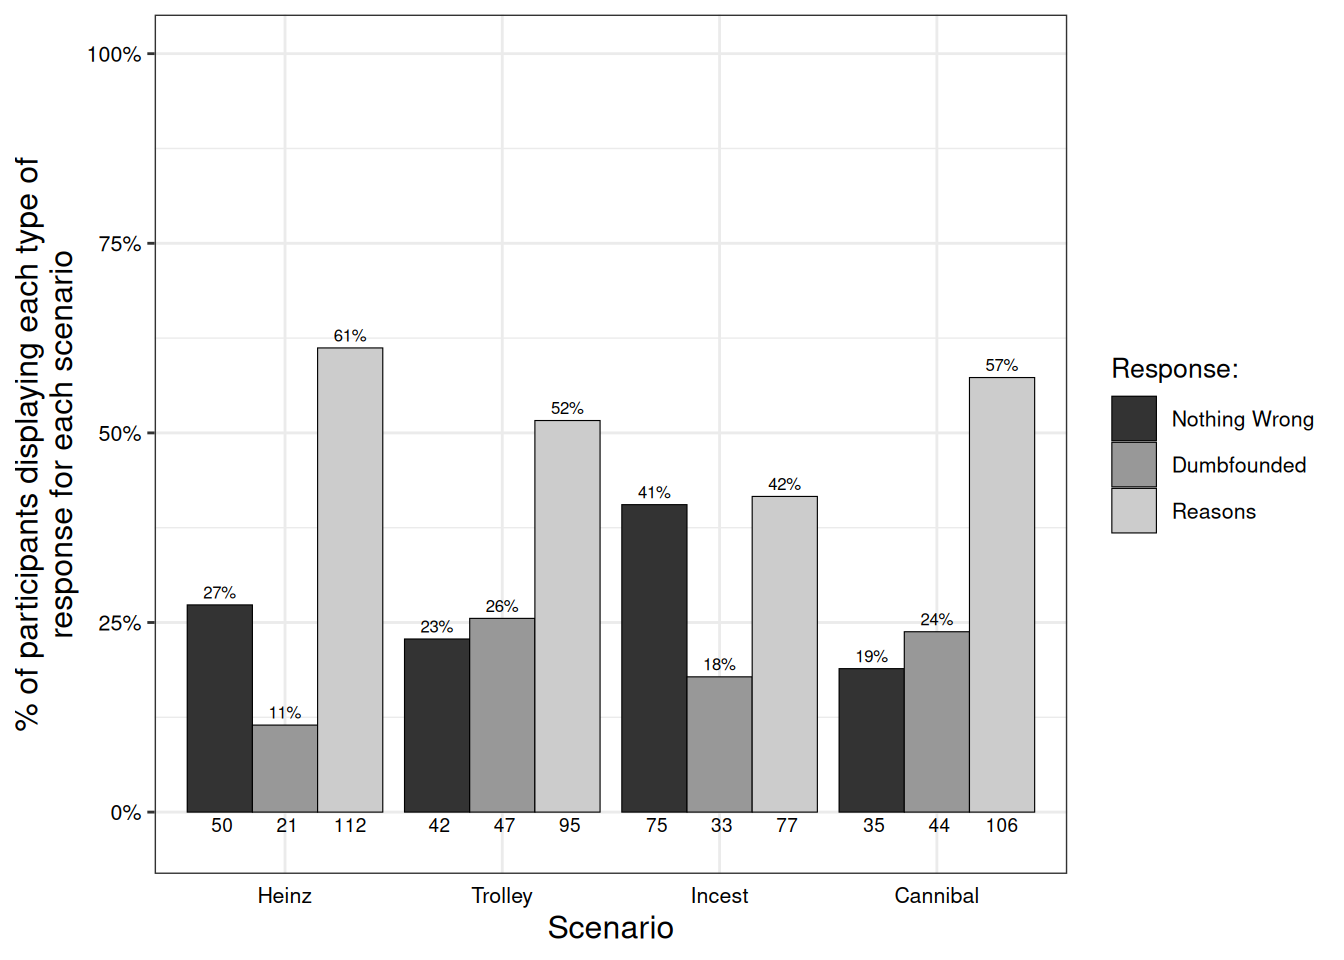 % of participants displaying each type of
response for each scenario
100%
75%
50%
25%
0%
27%
11%
61%
23%
26%
52%
41%
18%
42%
19%
24%
57%
50 21 112 42 47 95 75 33 77 35 44 106
Heinz Trolley Incest Cannibal
Scenario
Response:
Nothing Wrong
Dumbfounded
Reasons